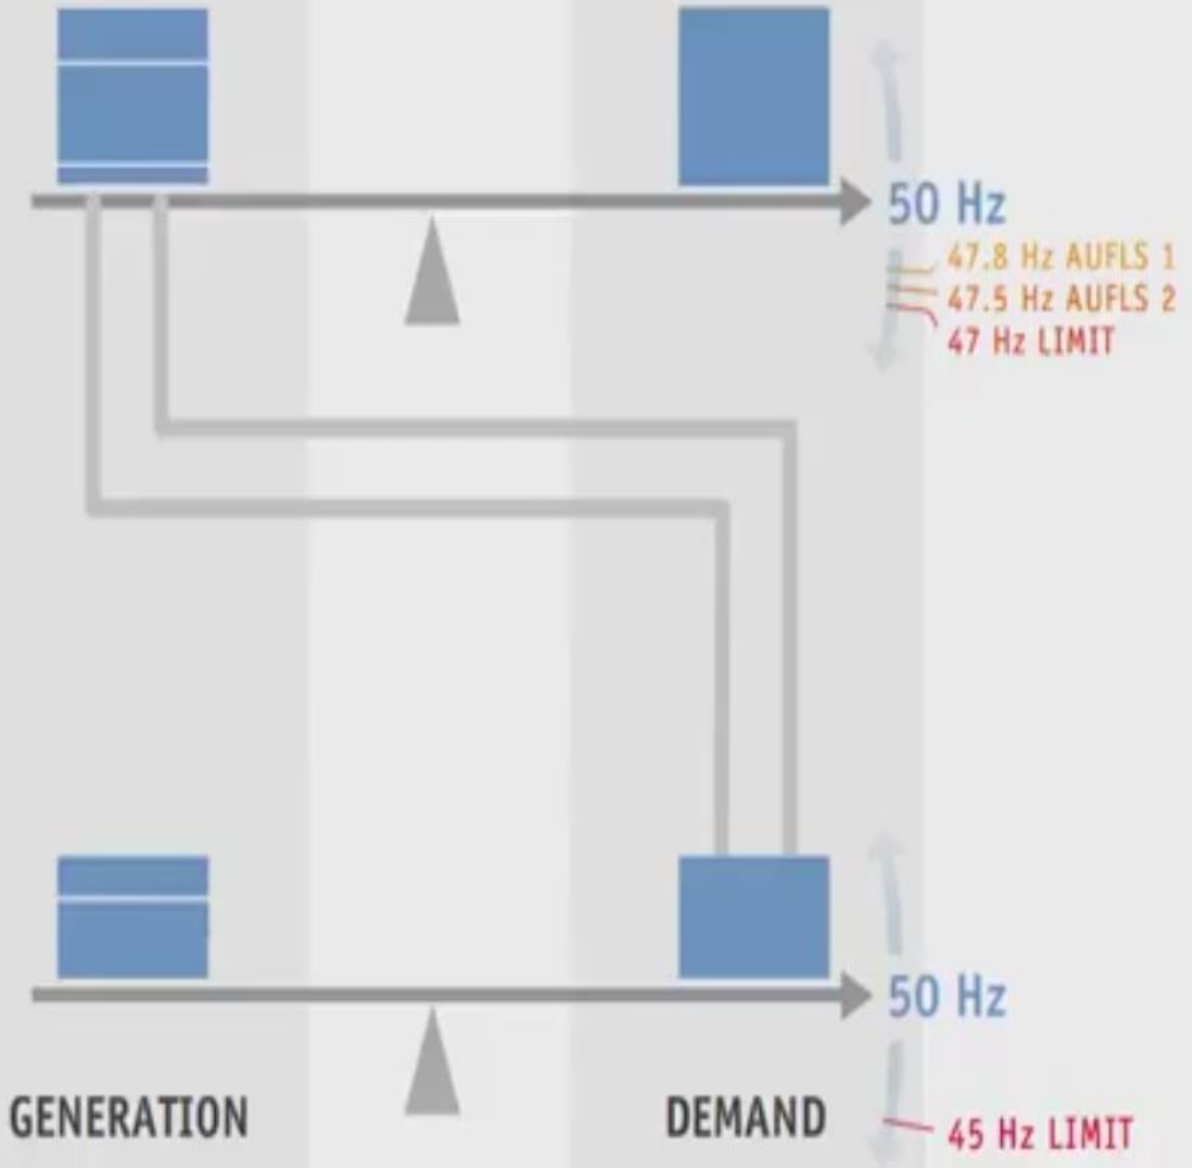 50 Hz
47.8 Hz AUFLS 1
47.5 Hz AUFLS 2
47 Hz LIMIT
50 Hz
GENERATION
DEMAND
45 Hz LIMIT